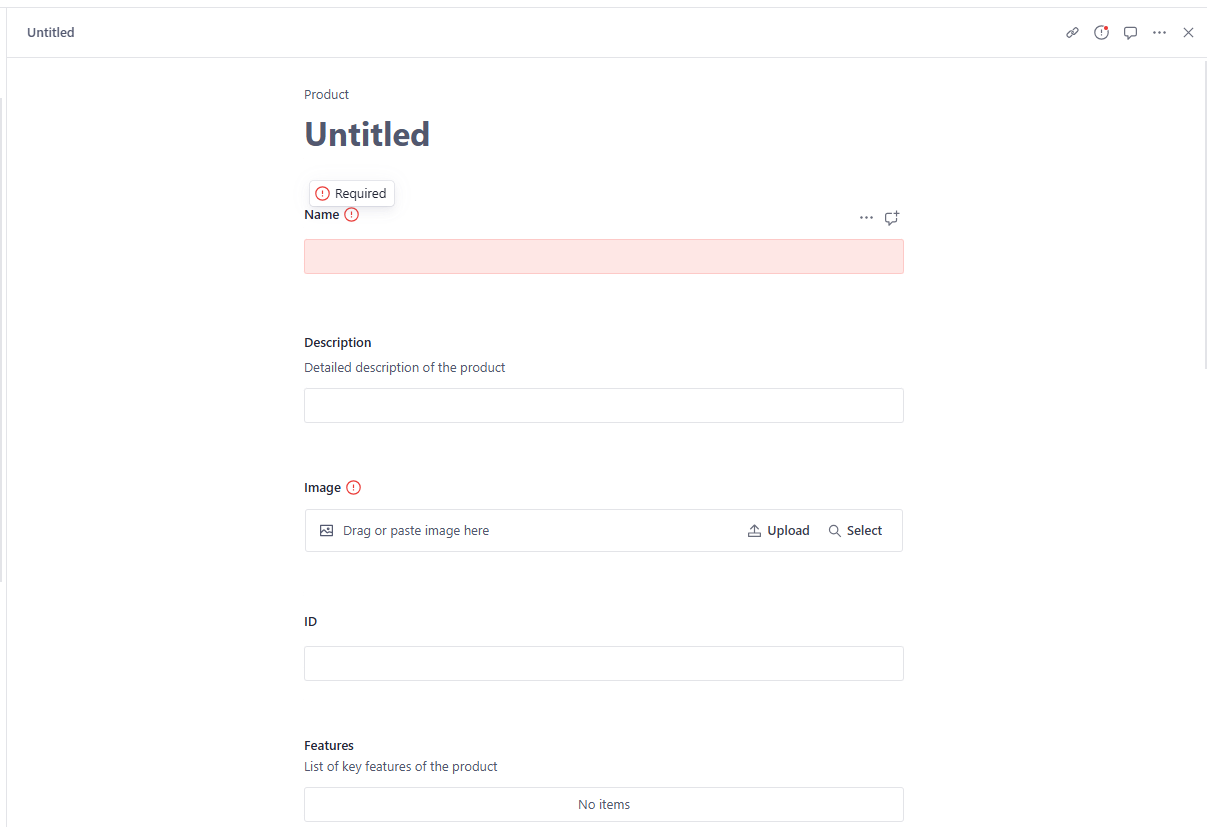 Untitled
Product
Untitled
Required
Name
Description
Detailed description of the product
Image
Drag or paste image here
Upload
Select
ID
Features
List of key features of the product
No items